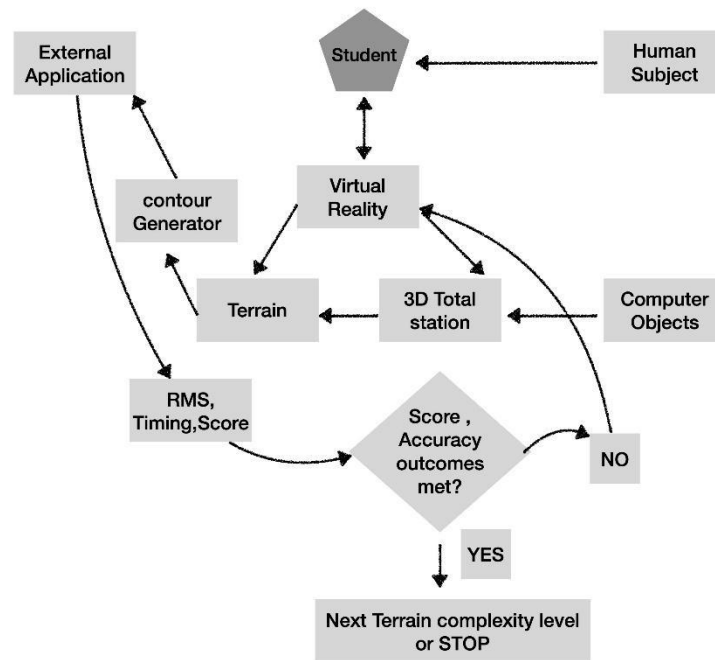 External
Application
Student
Human
Subject
contour
Generator
Virtual
Reality
Terrain
3D Total
station
Computer
Objects
RMS,
Timing,Score
Score ,
Accuracy
outcomes
met?
NO
YES
Next Terrain complexity level
or STOP